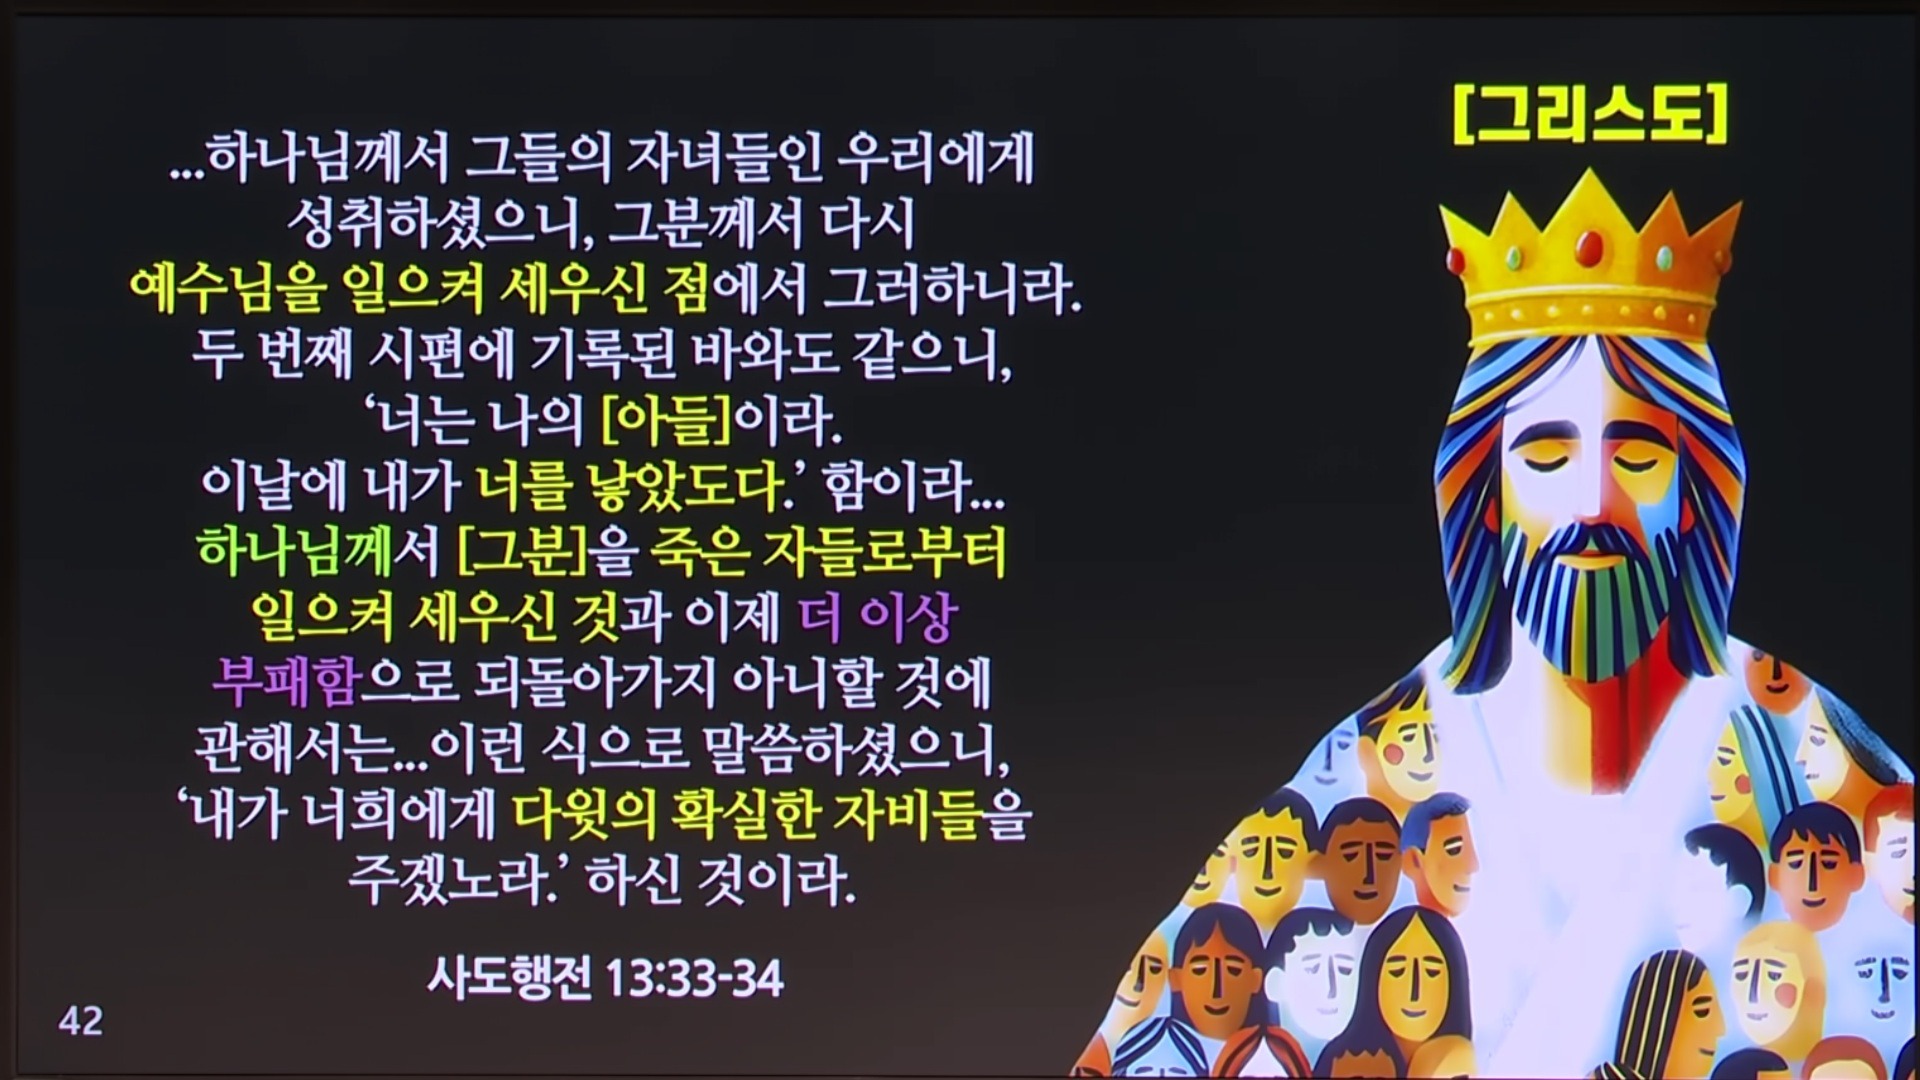 [그리스도]
...하나님께서 그들의 자녀들인 우리에게
성취하셨으니, 그분께서 다시
예수님을 일으켜 세우신 점에서 그러하니라.
두 번째 시편에 기록된 바와도 같으니,
‘너는 나의 [아들]이라.
이날에 내가 너를 낳았도다.’ 함이라...
하나님께서 [그분]을 죽은 자들로부터
일으켜 세우신 것과 이제 더 이상
부패함으로 되돌아가지 아니할 것에
관해서는...이런 식으로 말씀하셨으니,
‘내가 너희에게 다윗의 확실한 자비들을
주겠노라.’ 하신 것이라.
사도행전 13:33-34
42